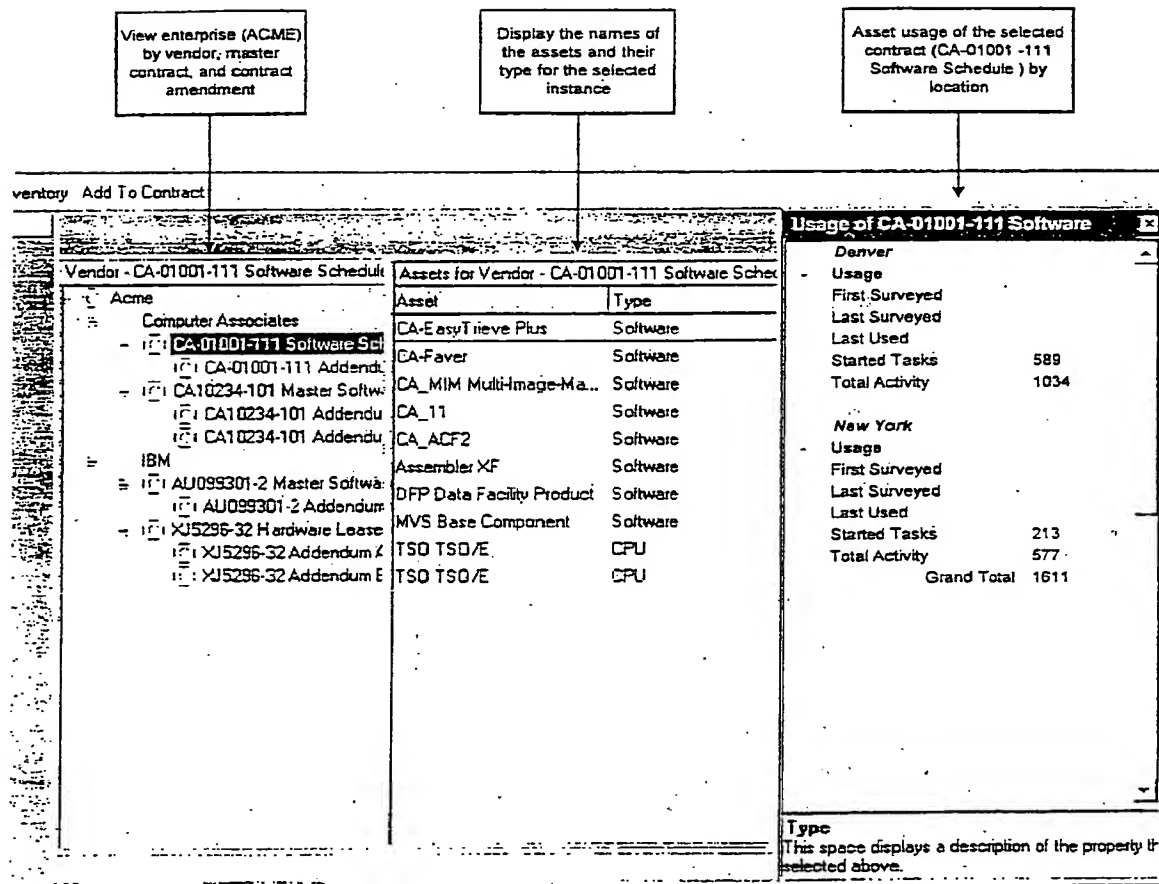 View enterprise (ACME)
by vendor, master
contract, and contract
amendment
Display the names of
the assets and their
type for the selected
instance
Asset usage of the selected
contract (CA-01001 -111
Software Schedule ) by
location
ventory Add To Contract
Vendor - CA-01001-111 Software Schedule
Acme
Computer Associates
CA-01001-111 Software Sch
CA-01001-111 Addendu
CA10234-101 Master Softw
CA10234-101 Addendu
CA10234-101 Addendu
IBM
AU099301-2 Master Softwa
AU099301-2 Addendum
XJ5296-32 Hardware Lease
XJ5296-32 Addendum A
XJ5296-32 Addendum B
Assets for Vendor - CA-01001-111 Software Sched
Asset Type
CA-EasyTrieve Plus Software
CA-Faver Software
CA_MIM Multi-Image-Ma... Software
CA_11 Software
CA_ACF2 Software
Assembler XF Software
DFP Data Facility Product Software
MVS Base Component Software
TSO TSO/E CPU
TSO TSO/E CPU
Usage of CA-01001-111 Software
Denver
Usage
First Surveyed
Last Surveyed
Last Used
Started Tasks 589
Total Activity 1034
New York
Usage
First Surveyed
Last Surveyed
Last Used
Started Tasks 213
Total Activity 577
Grand Total 1611
Type
This space displays a description of the property th
selected above.